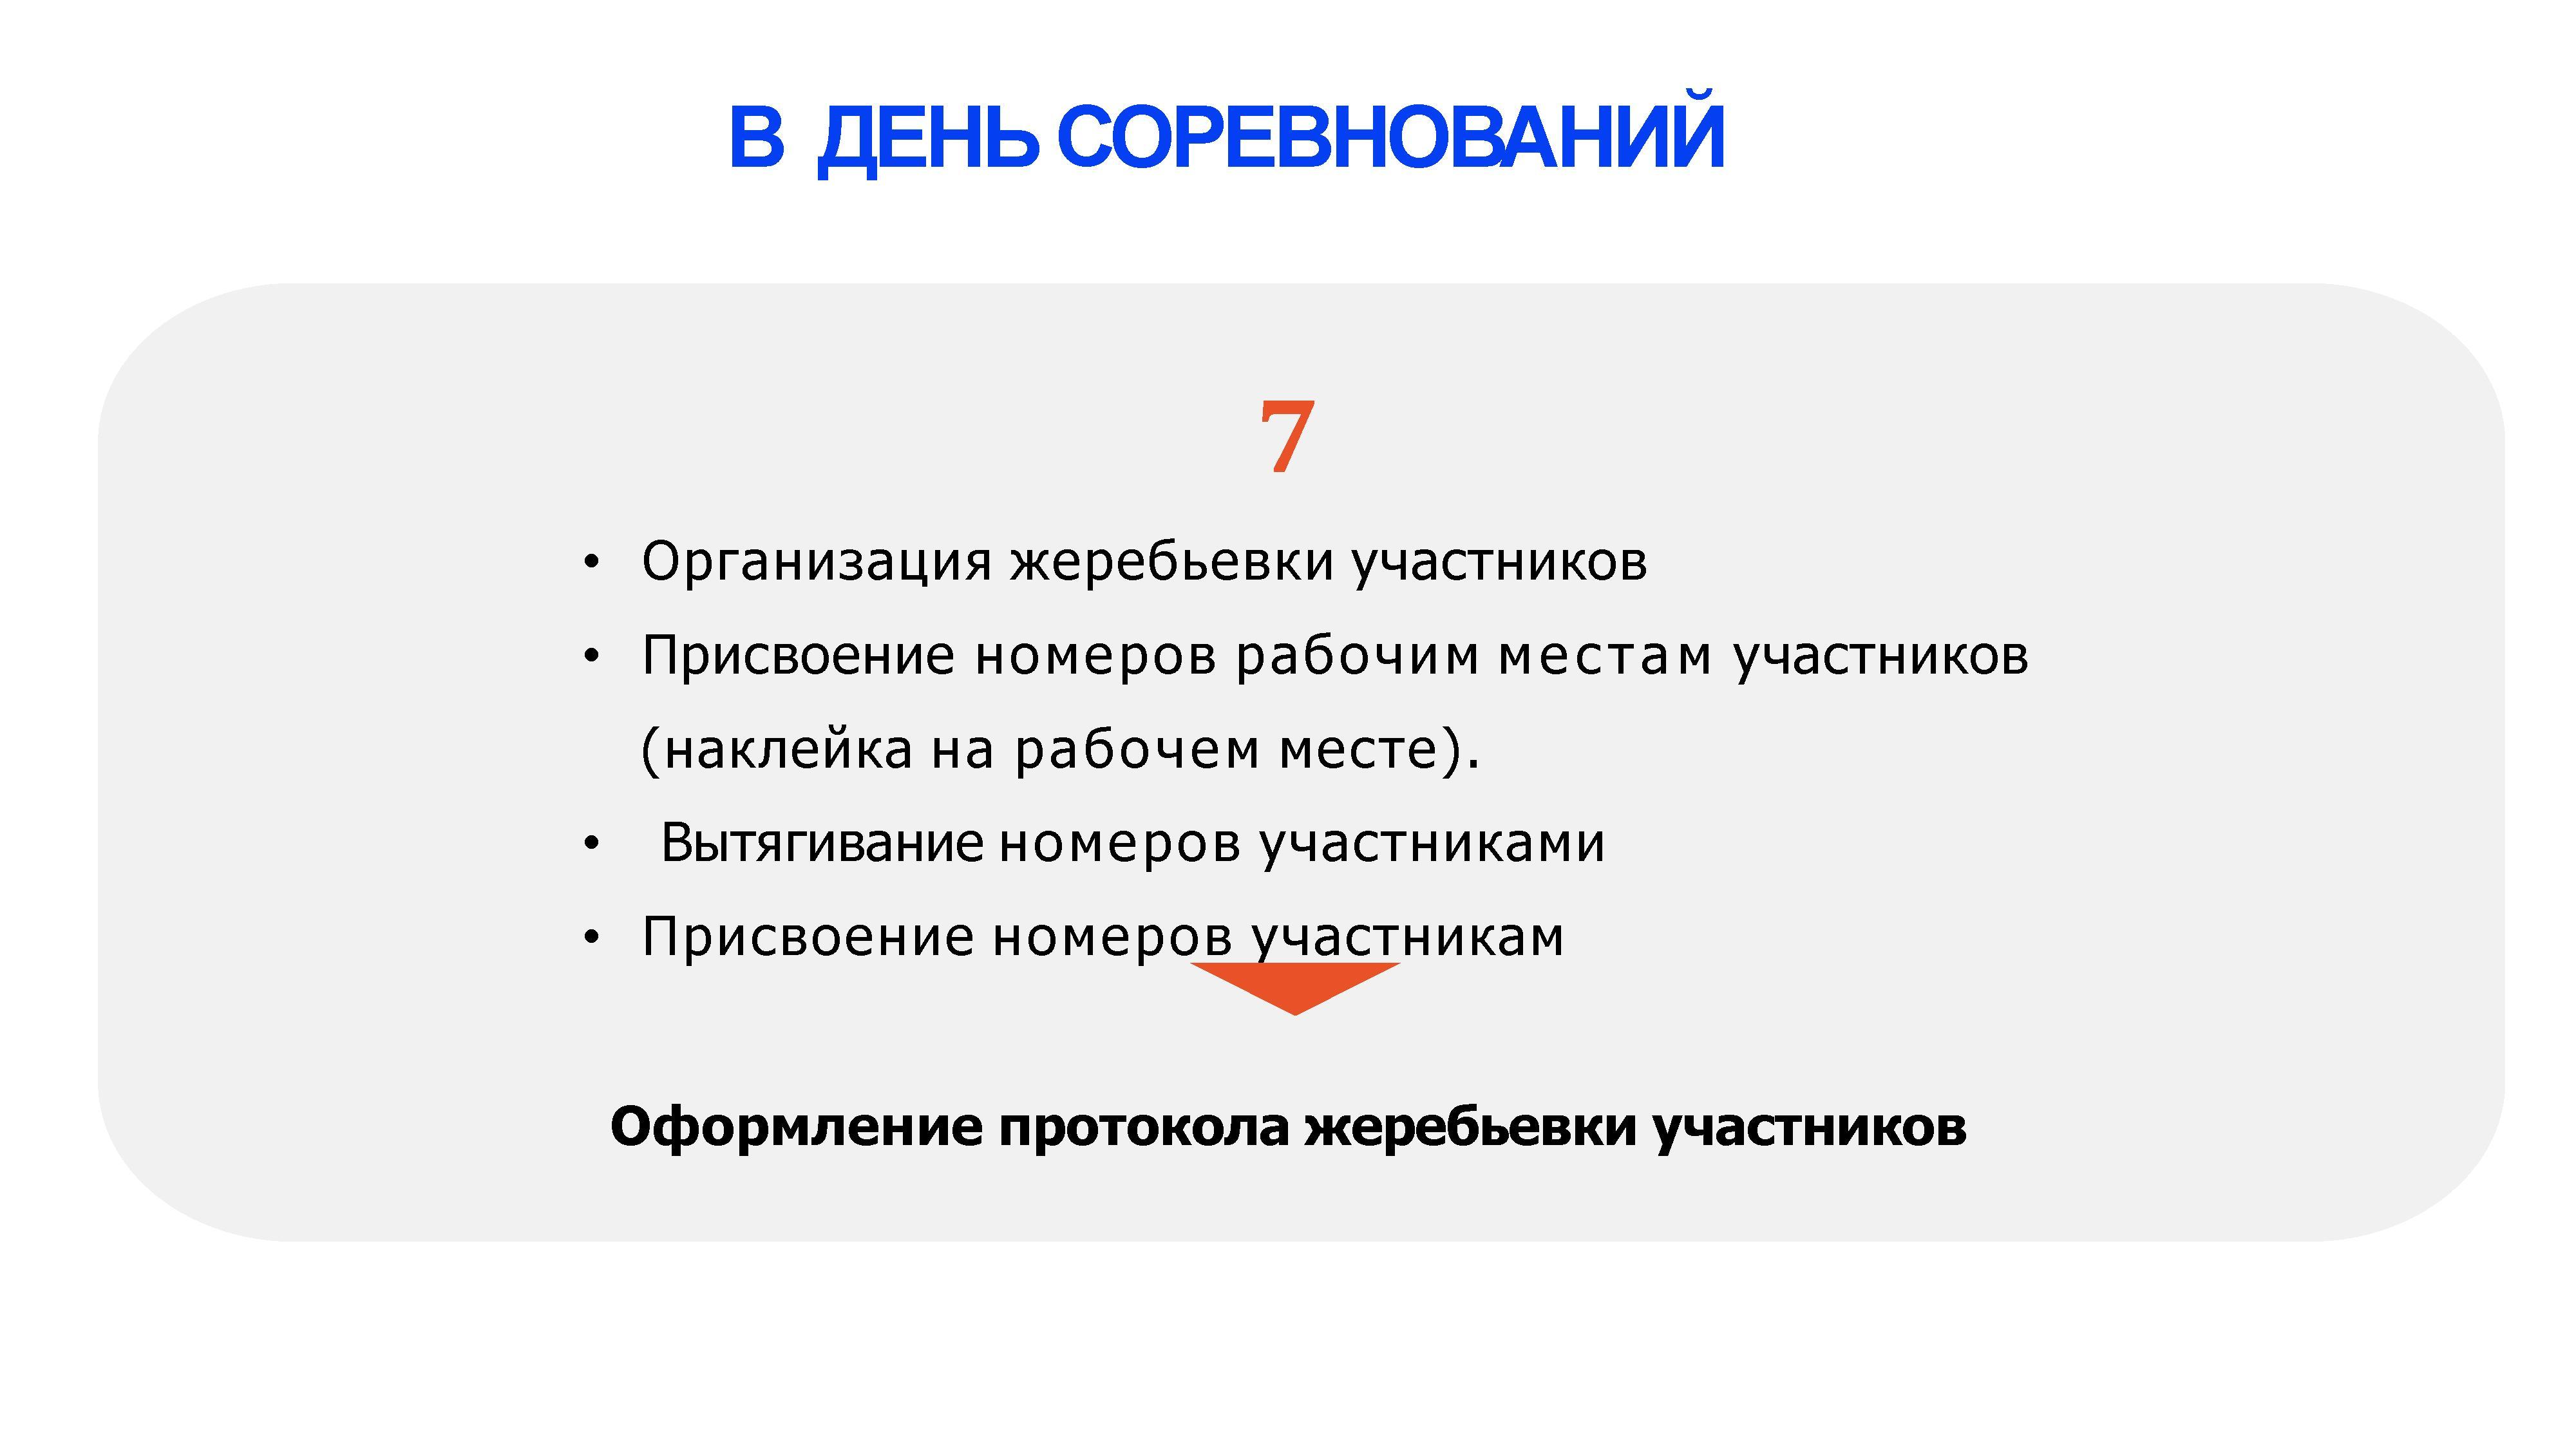 В ДЕНЬ СОРЕВНОВАНИЙ
7
• Организация жеребьевки участников
• Присвоение номеров рабочим местам участников
(наклейка на рабочем месте).
• Вытягивание номеров участниками
• Присвоение номеров участникам
Оформление протокола жеребьевки участников